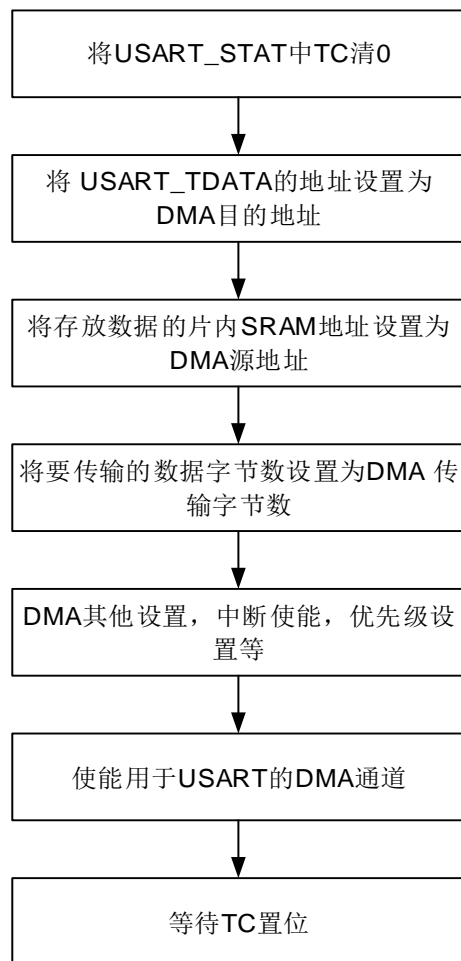 将USART_STAT中TC清0
将 USART_TDATA的地址设置为
DMA目的地址
将存放数据的片内SRAM地址设置为
DMA源地址
将要传输的数据字节数设置为DMA 传
输字节数
DMA其他设置，中断使能，优先级设
置等
使能用于USART的DMA通道
等待TC置位